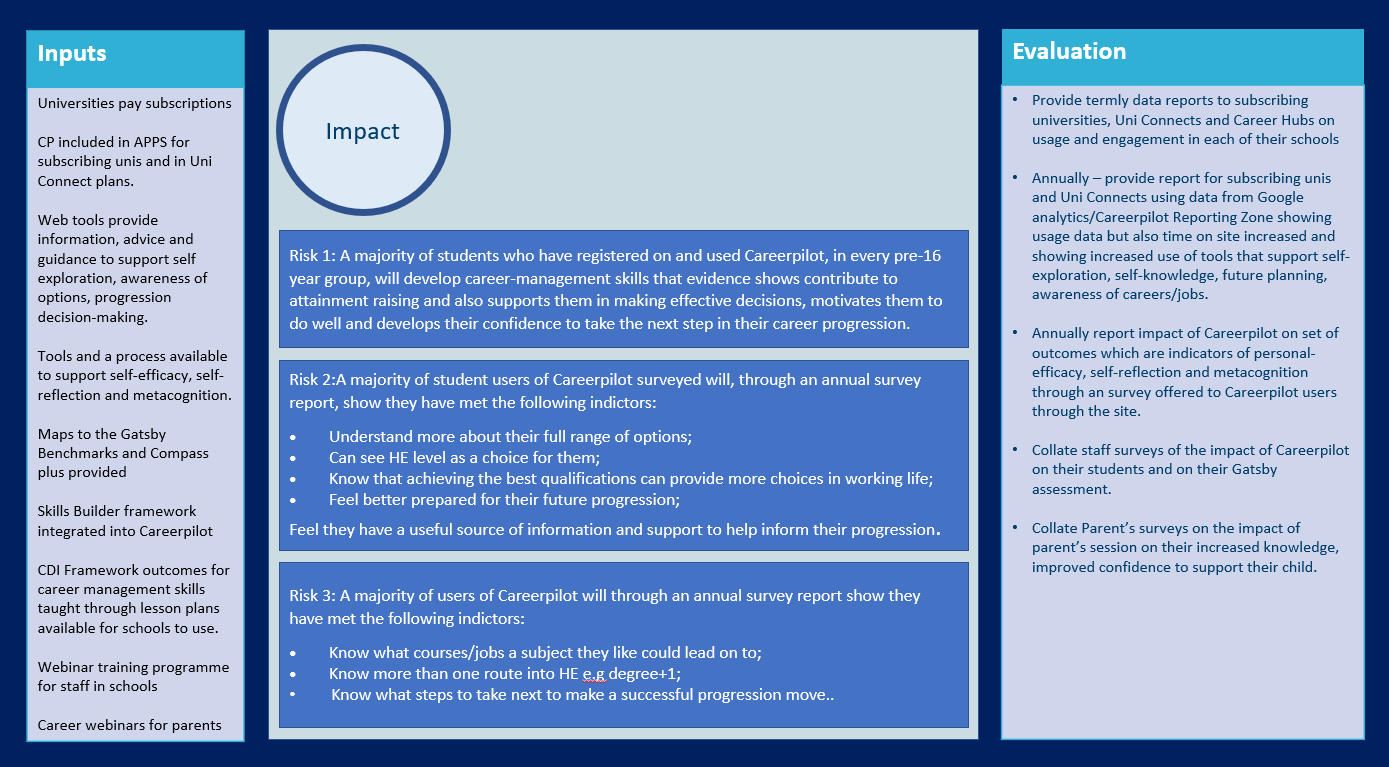 Inputs
Universities pay subscriptions
CP included in APPS for
subscribing unis and in Uni
Connect plans.
Web tools provide
information, advice and
guidance to support self
exploration, awareness of
options, progression
decision-making.
Tools and a process available
to support self-efficacy, self-
reflection and metacognition.
Maps to the Gatsby
Benchmarks and Compass
plus provided
Skills Builder framework
integrated into Careerpilot
CDI Framework outcomes for
career management skills
taught through lesson plans
available for schools to use.
Webinar training programme
for staff in schools
Career webinars for parents
Impact
Risk 1: A majority of students who have registered on and used Careerpilot, in every pre-16
year group, will develop career-management skills that evidence shows contribute to
attainment raising and also supports them in making effective decisions, motivates them to
do well and develops their confidence to take the next step in their career progression.
Risk 2:A majority of student users of Careerpilot surveyed will, through an annual survey
report, show they have met the following indictors:
• Understand more about their full range of options;
• Can see HE level as a choice for them;
• Know that achieving the best qualifications can provide more choices in working life;
• Feel better prepared for their future progression;
Feel they have a useful source of information and support to help inform their progression.
Risk 3: A majority of users of Careerpilot will through an annual survey report show they
have met the following indictors:
• Know what courses/jobs a subject they like could lead on to;
• Know more than one route into HE e.g degree+1;
• Know what steps to take next to make a successful progression move..
Evaluation
• Provide termly data reports to subscribing
universities, Uni Connects and Career Hubs on
usage and engagement in each of their schools
• Annually – provide report for subscribing unis
and Uni Connects using data from Google
analytics/Careerpilot Reporting Zone showing
usage data but also time on site increased and
showing increased use of tools that support self-
exploration, self-knowledge, future planning,
awareness of careers/jobs.
• Annually report impact of Careerpilot on set of
outcomes which are indicators of personal-
efficacy, self-reflection and metacognition
through an survey offered to Careerpilot users
through the site.
• Collate staff surveys of the impact of Careerpilot
on their students and on their Gatsby
assessment.
• Collate Parent’s surveys on the impact of
parent’s session on their increased knowledge,
improved confidence to support their child.